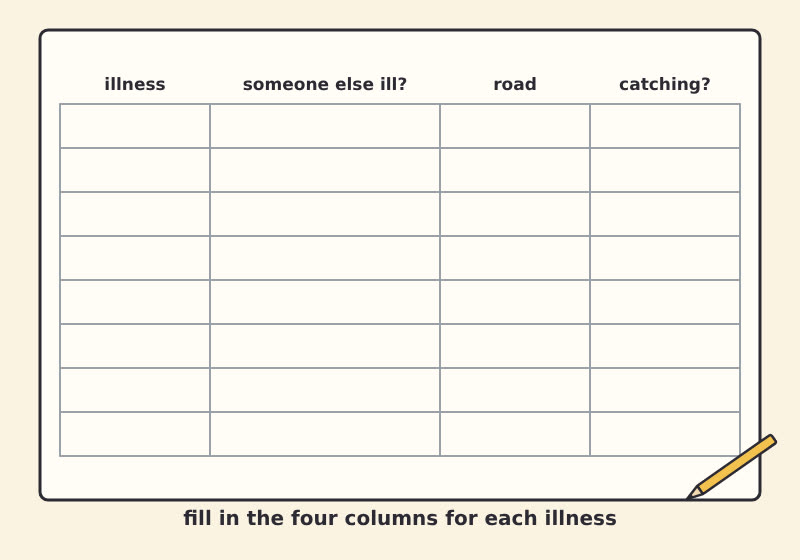 illness someone else ill? road catching?
fill in the four columns for each illness